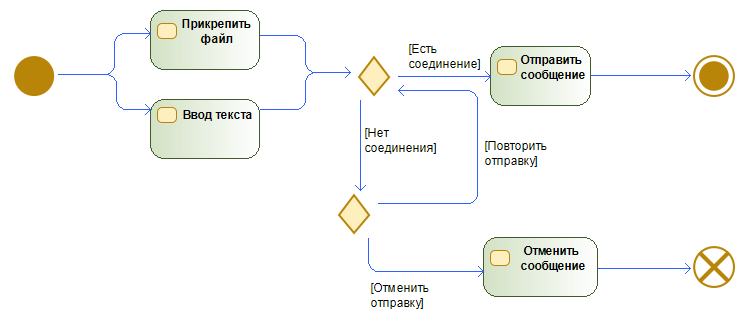 Прикрепить
файл
Ввод текста
[Есть
соединение]
Отправить
сообщение
[Нет
соединения]
[Повторить
отправку]
[Отменить
отправку]
Отменить
сообщение